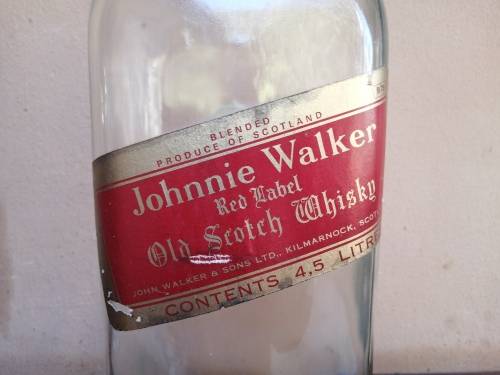 BLENDED
PRODUCE OF SCOTLAND
Johnnie Walker
Red Label
Old Scotch Whisky
JOHN WALKER & SONS LTD., KILMARNOCK,
CONTENTS 4,5